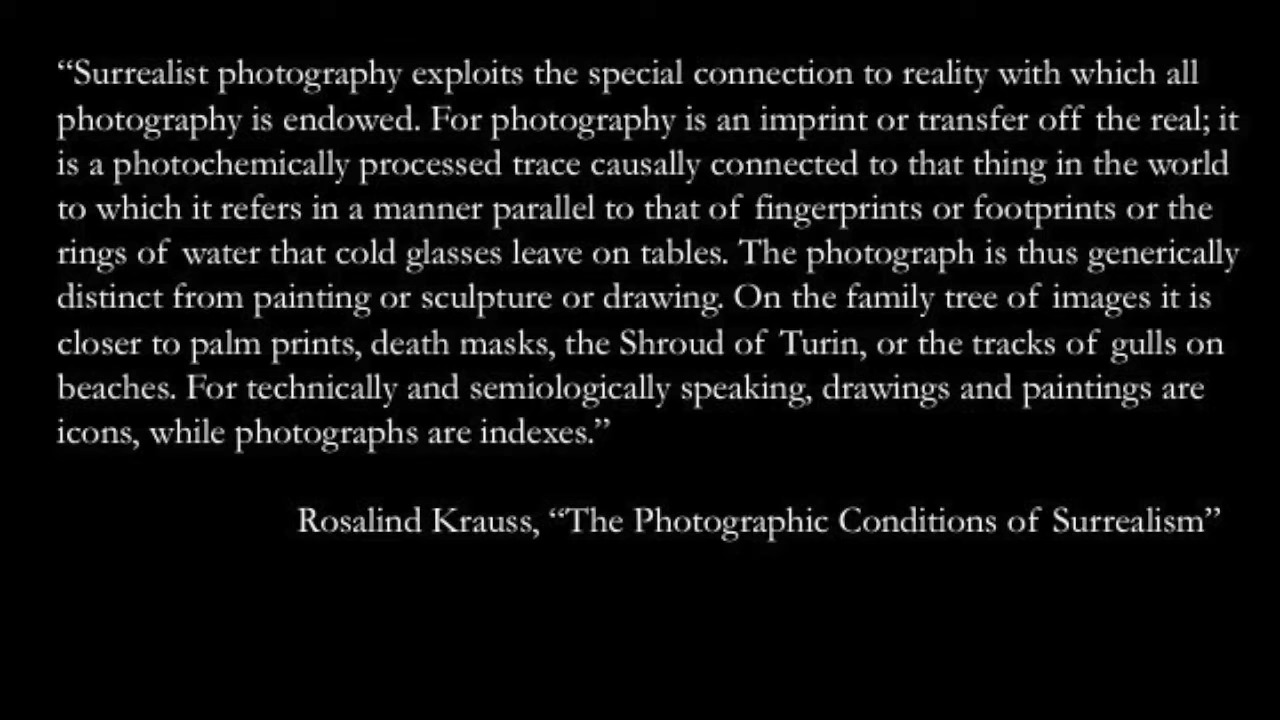 “Surrealist photography exploits the special connection to reality with which all
photography is endowed. For photography is an imprint or transfer off the real; it
is a photochemically processed trace causally connected to that thing in the world
to which it refers in a manner parallel to that of fingerprints or footprints or the
rings of water that cold glasses leave on tables. The photograph is thus generically
distinct from painting or sculpture or drawing. On the family tree of images it is
closer to palm prints, death masks, the Shroud of Turin, or the tracks of gulls on
beaches. For technically and semiologically speaking, drawings and paintings are
icons, while photographs are indexes.”
Rosalind Krauss, “The Photographic Conditions of Surrealism”